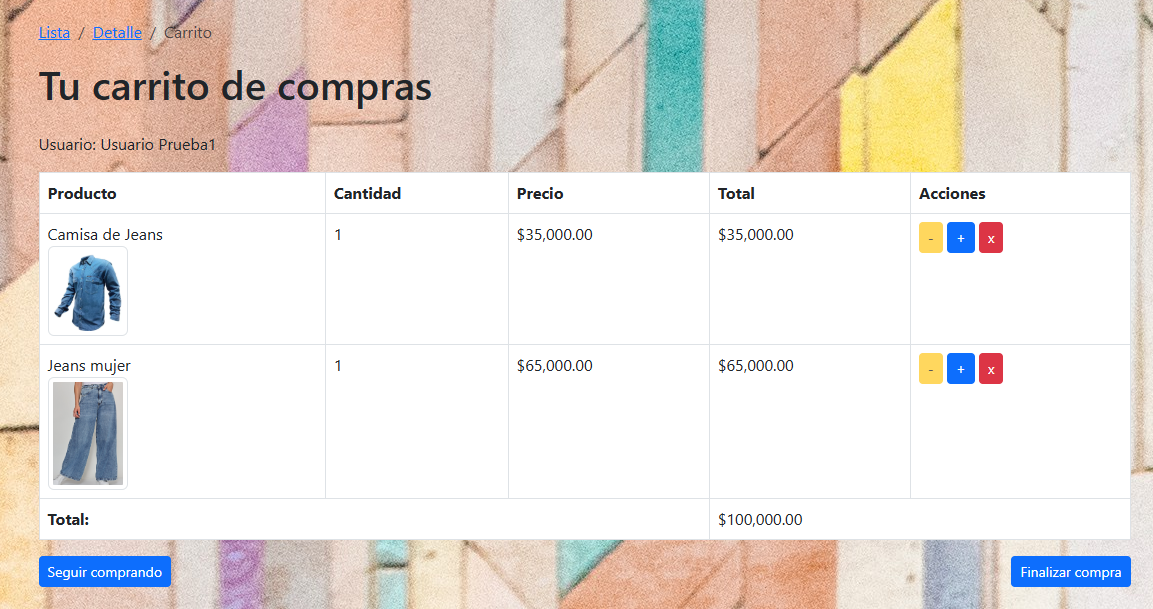 Lista / Detalle / Carrito
Tu carrito de compras
Usuario: Usuario Prueba1
Producto Cantidad Precio Total Acciones
Camisa de Jeans 1 $35,000.00 $35,000.00 - + x
Jeans mujer 1 $65,000.00 $65,000.00 - + x
Total: $100,000.00
Seguir comprando Finalizar compra